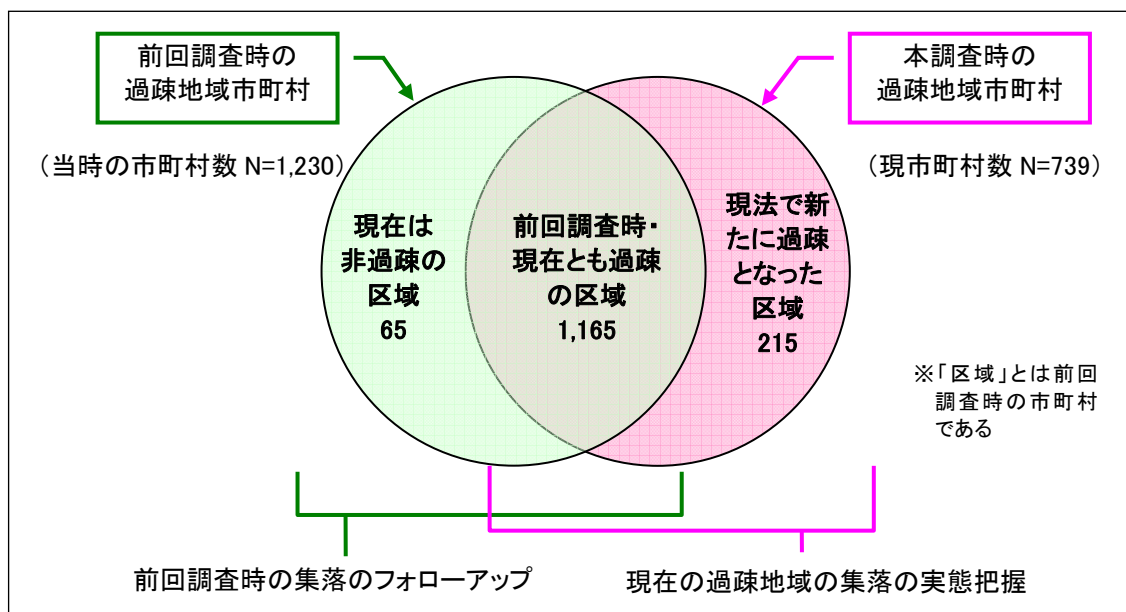 前回調査時の
過疎地域市町村
本調査時の
過疎地域市町村
（当時の市町村数 N=1,230）
（現市町村数 N=739）
現在は
非過疎の
区域
65
前回調査時・
現在とも過疎
の区域
1,165
現法で新
たに過疎
となった
区域
215
※「区域」とは前回
調査時の市町村
である
前回調査時の集落のフォローアップ
現在の過疎地域の集落の実態把握